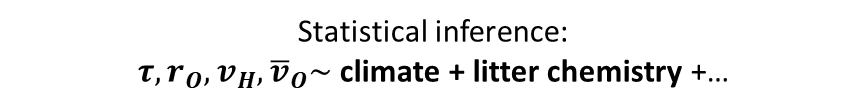 Statistical inference:
τ, r_O, v_H, v̅_O ~ climate + litter chemistry +…